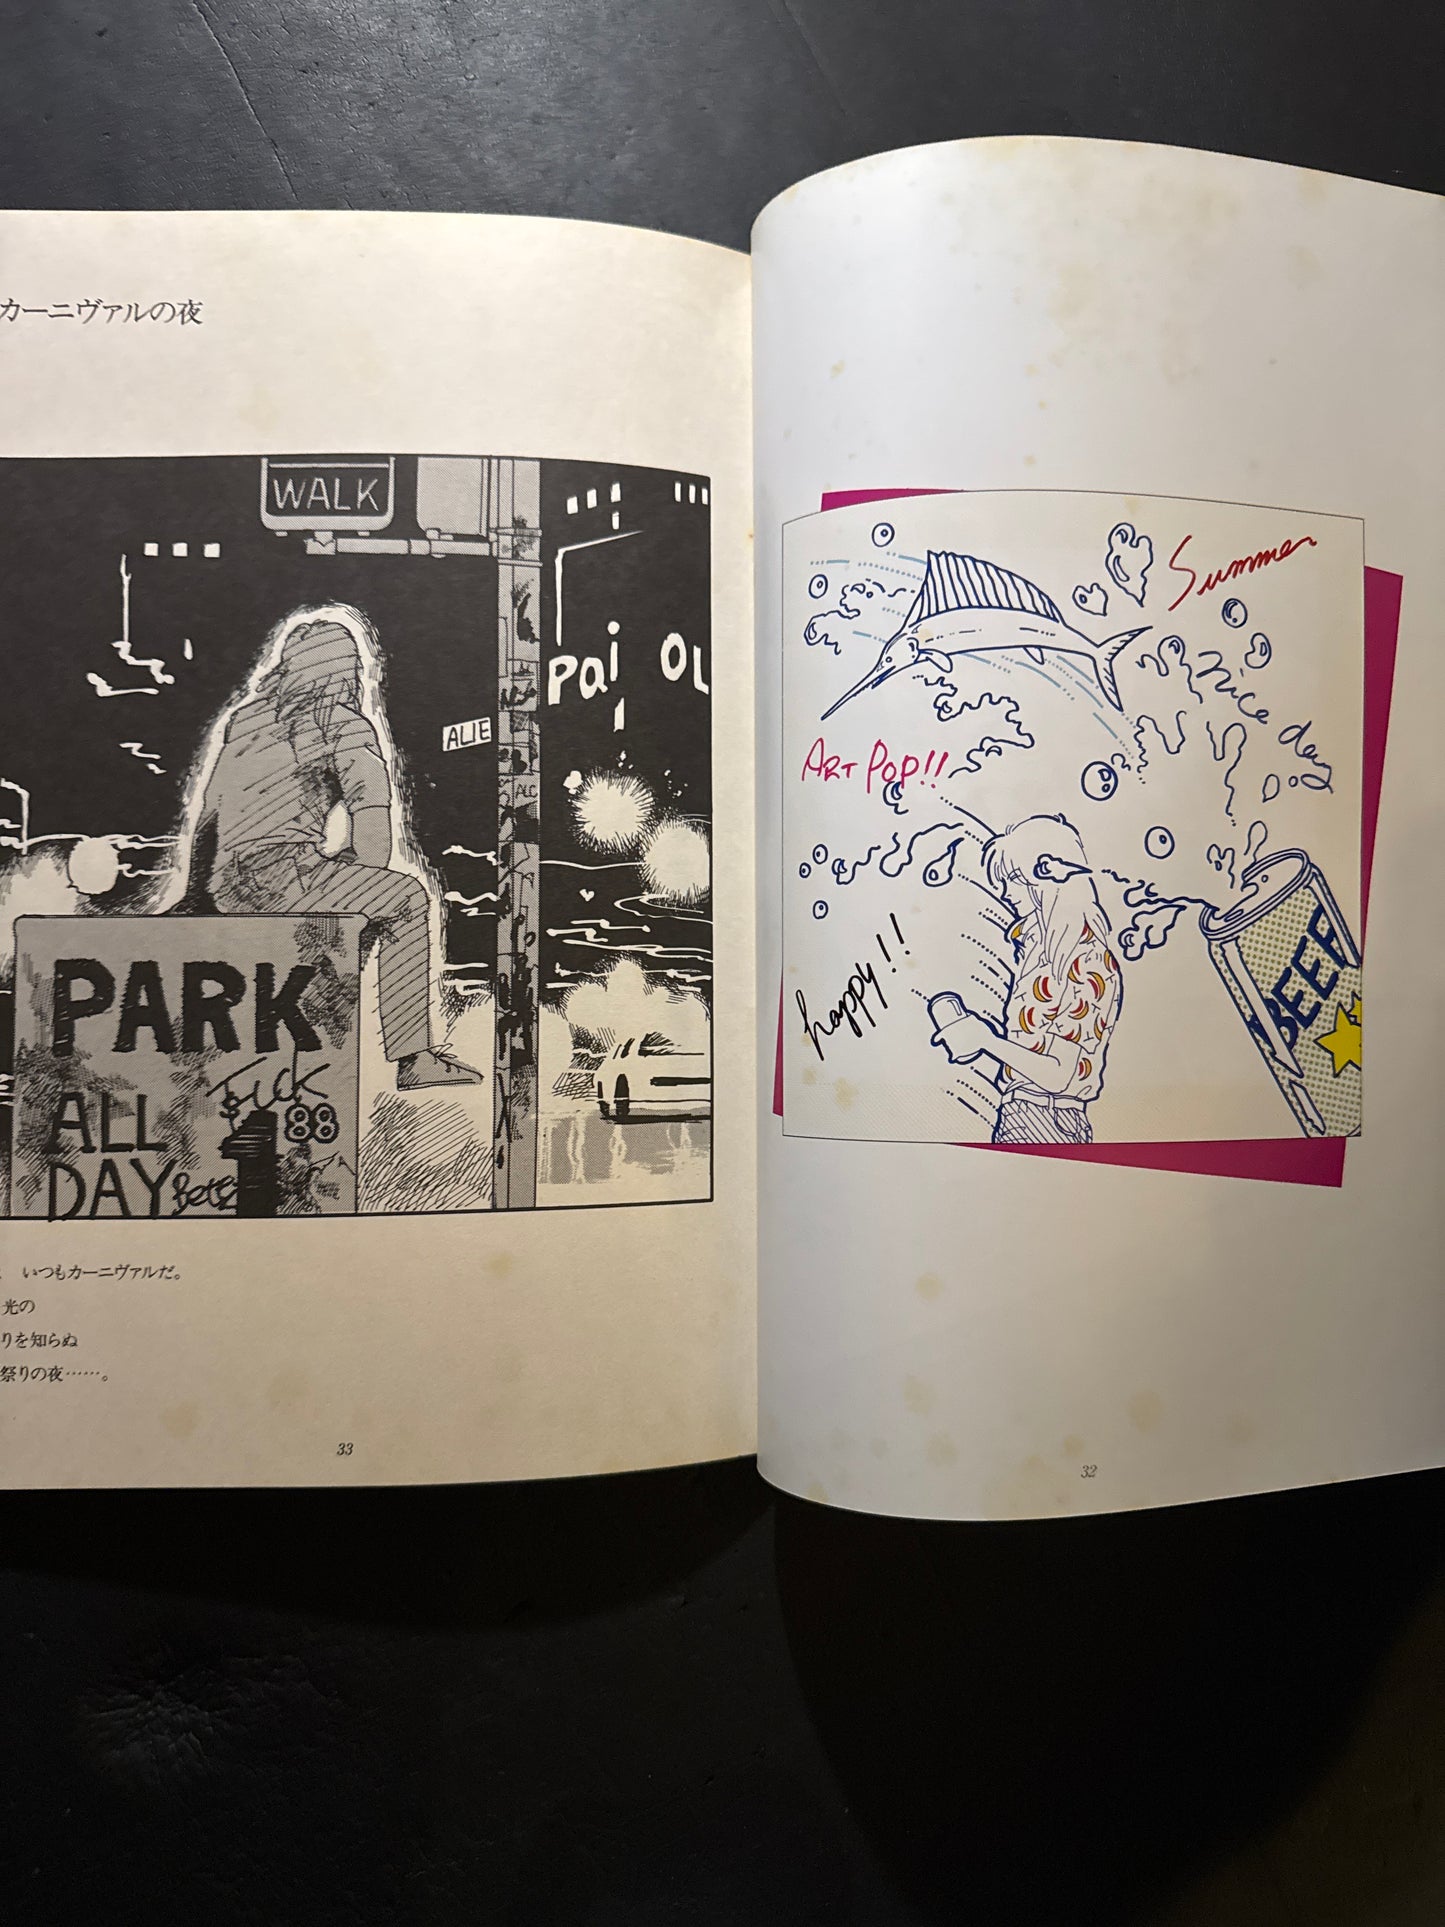 カーニヴァルの夜
WALK
Pai OL
ALIE
ALC
PARK
ALL
DAY
88
いつもカーニヴァルだ。
光の
りを知らぬ
祭りの夜……。
33
Summer
Nice day
ART POP!!
happy!!
BEER
32